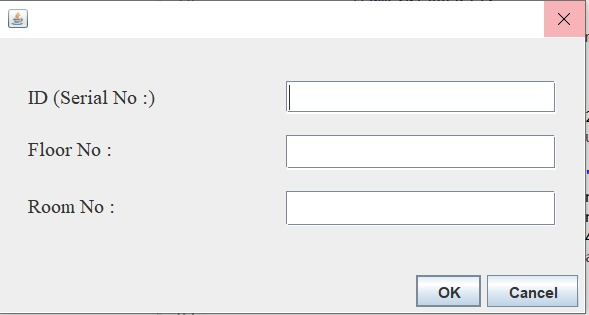 ID (Serial No :)
Floor No :
Room No :
OK Cancel